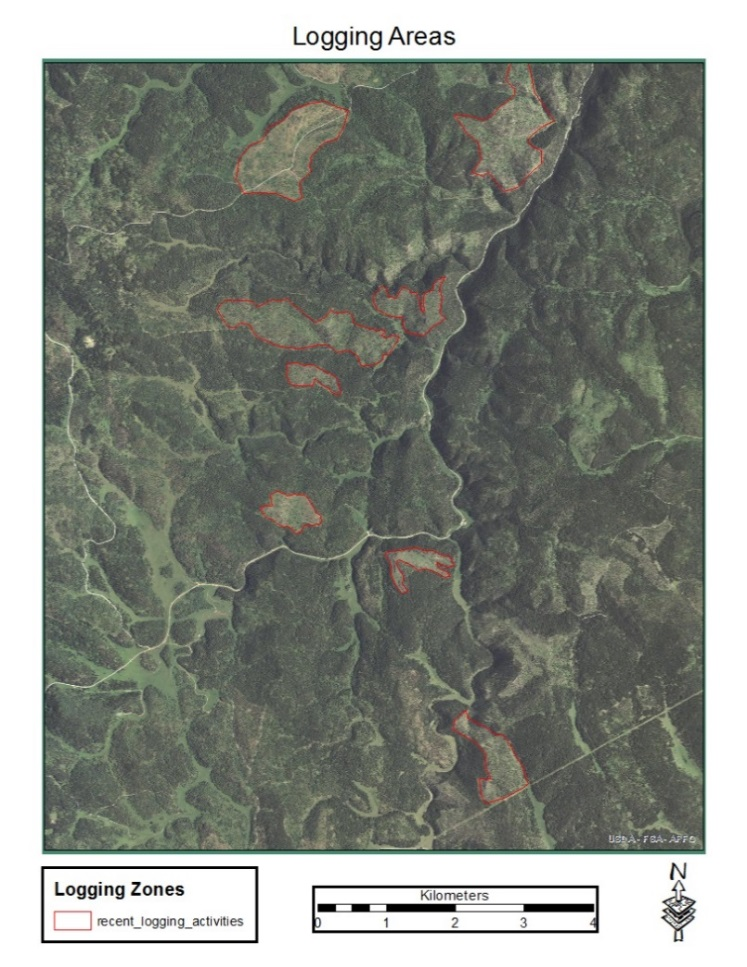 Logging Areas
USDA - FSA - APFO
N
Logging Zones
recent_logging_activities
Kilometers
0 1 2 3 4